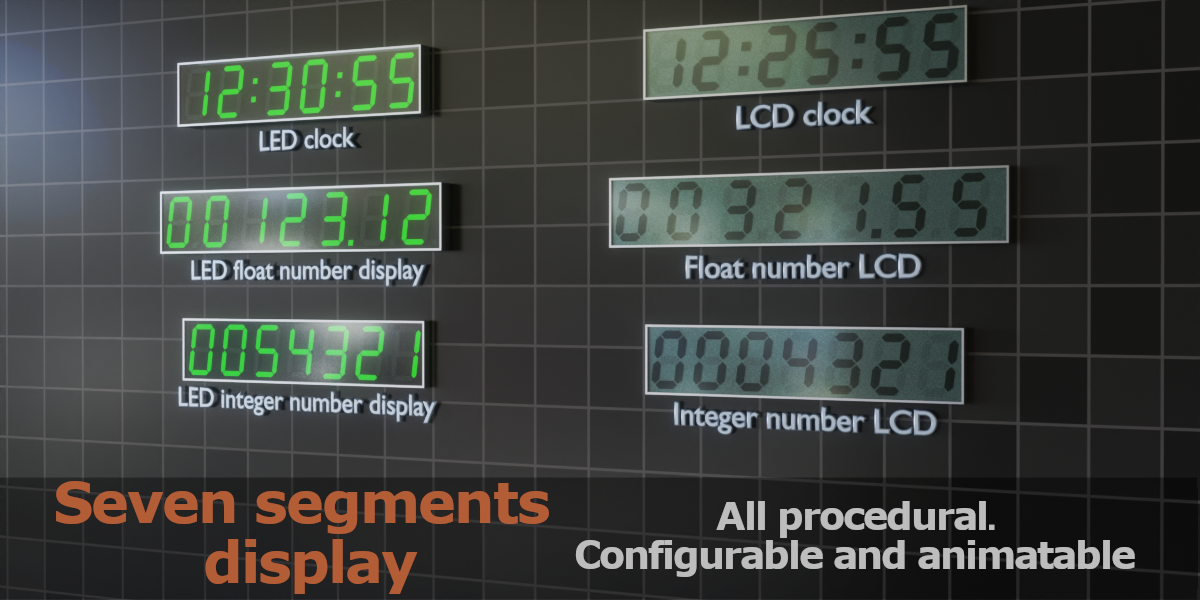 12:30:55
LED clock
00123.12
LED float number display
0054321
LED integer number display
12:25:55
LCD clock
00321.55
Float number LCD
0004321
Integer number LCD
Seven segments
display
All procedural.
Configurable and animatable